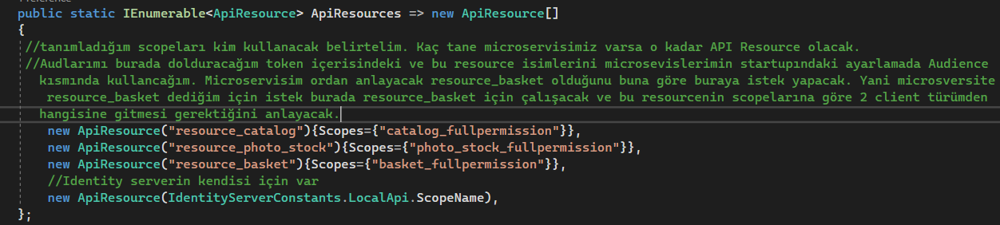 public static IEnumerable<ApiResource> ApiResources => new ApiResource[]
{
//tanımladığım scopeları kim kullanacak belirtelim. Kaç tane microservisimiz varsa o kadar API Resource olacak.
//Audlarımı burada dolduracağım token içerisindeki ve bu resource isimlerini microsevislerimin startupındaki ayarlamada Audience
kısmında kullancağım. Microservisim ordan anlayacak resource_basket olduğunu buna göre buraya istek yapacak. Yani microsversite
resource_basket dediğim için istek burada resource_basket için çalışacak ve bu resourcenin scopelarına göre 2 client türümden
hangisine gitmesi gerektiğini anlayacak.
new ApiResource("resource_catalog"){Scopes={"catalog_fullpermission"}},
new ApiResource("resource_photo_stock"){Scopes={"photo_stock_fullpermission"}},
new ApiResource("resource_basket"){Scopes={"basket_fullpermission"}},
//Identity serverin kendisi için var
new ApiResource(IdentityServerConstants.LocalApi.ScopeName),
};